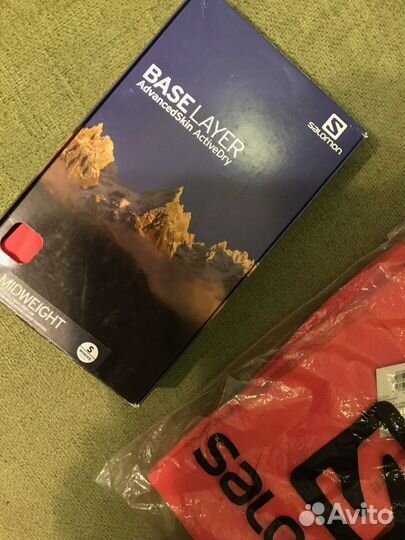 BASE LAYER
AdvancedSkin ActiveDry
salomon
MIDWEIGHT
S
SALO
Avito